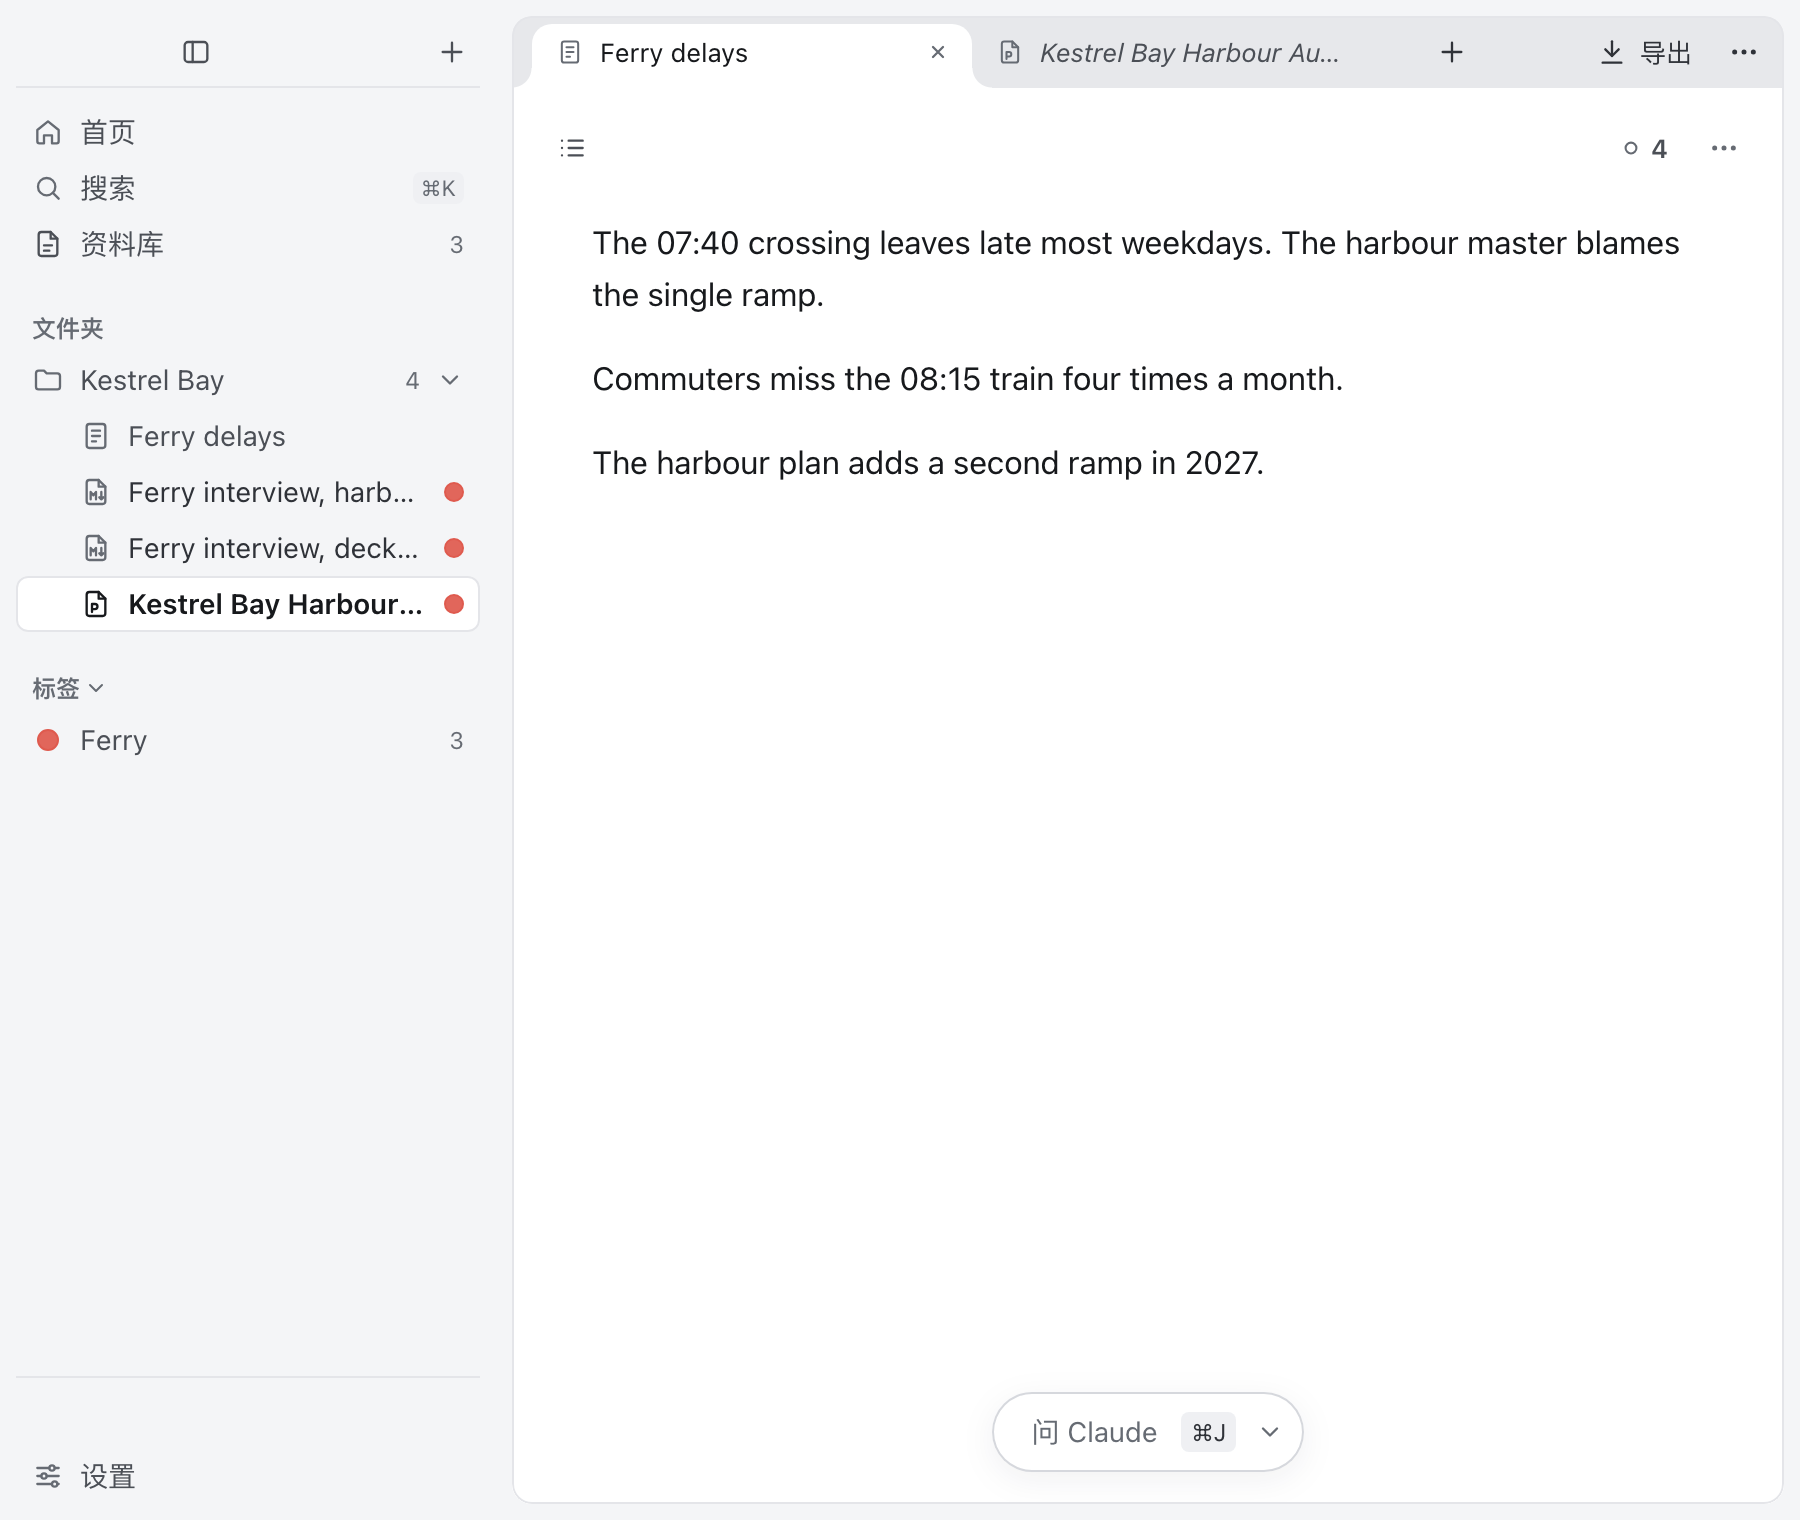 首页
搜索 ⌘K
资料库 3
文件夹
Kestrel Bay 4
Ferry delays
Ferry interview, harb...
Ferry interview, deck...
Kestrel Bay Harbour...
标签
Ferry 3
设置
Ferry delays
Kestrel Bay Harbour Au...
导出
4
The 07:40 crossing leaves late most weekdays. The harbour master blames
the single ramp.
Commuters miss the 08:15 train four times a month.
The harbour plan adds a second ramp in 2027.
问 Claude ⌘J